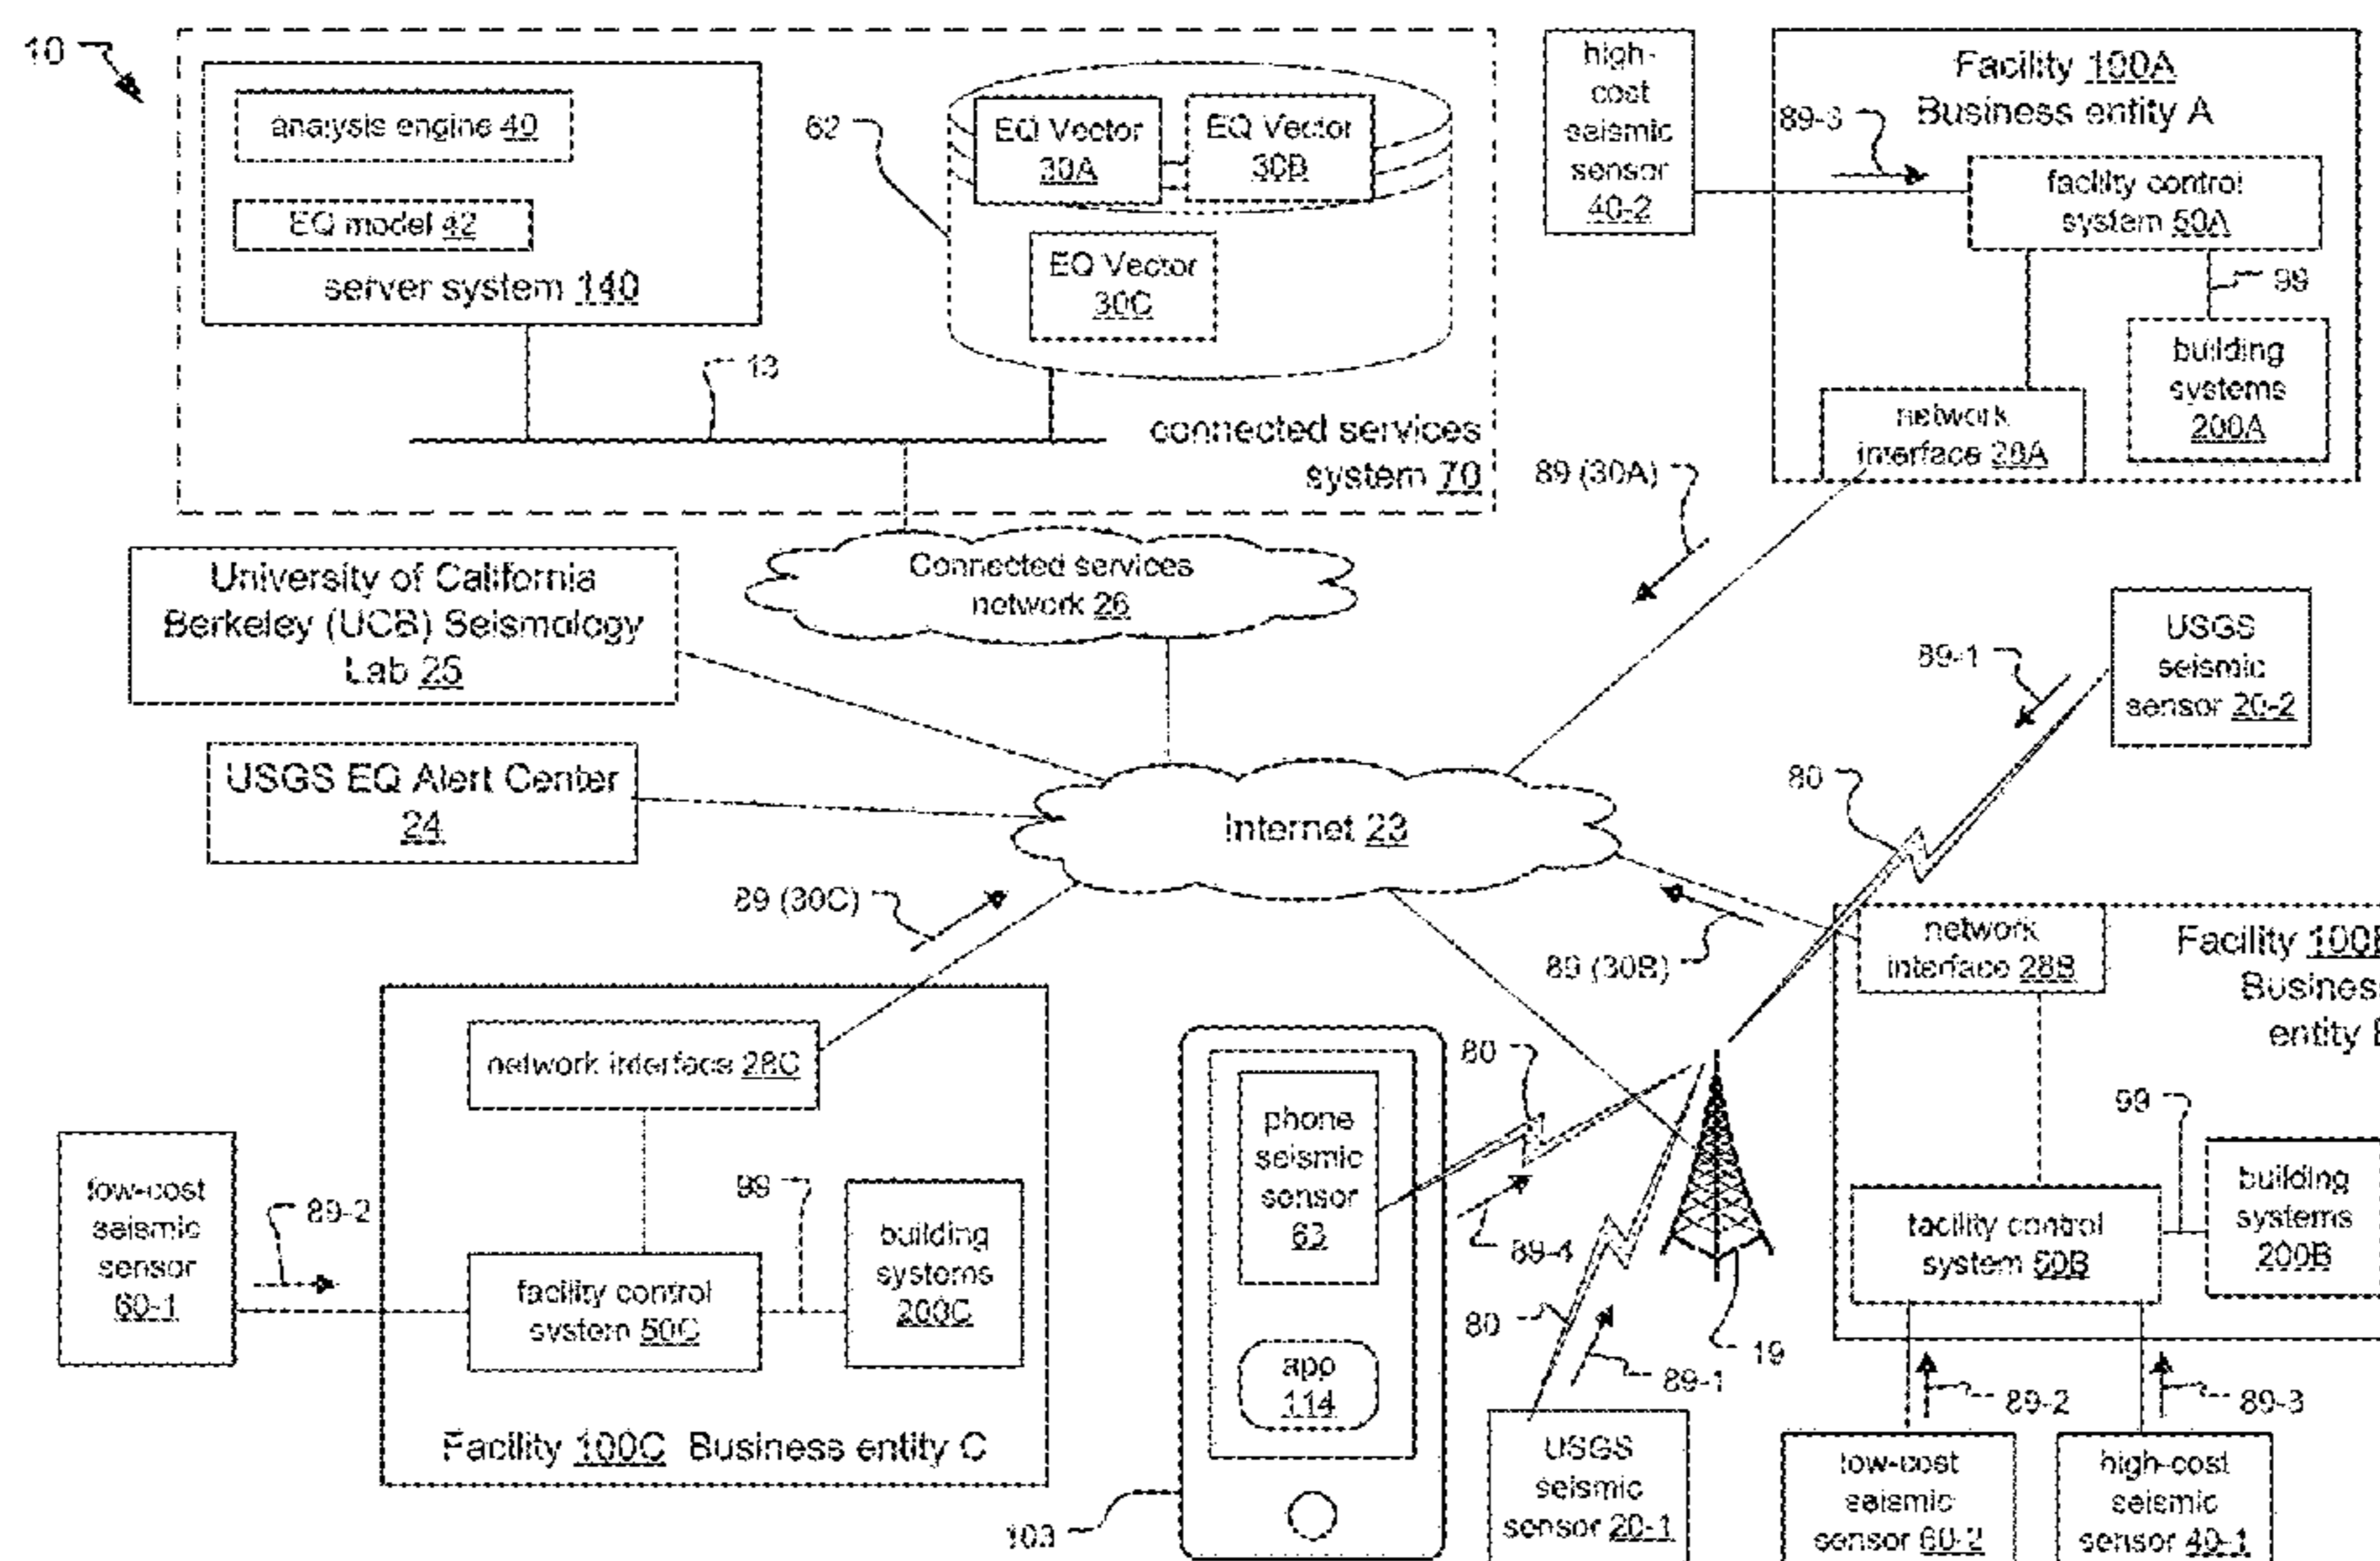 10
analysis engine 40
EQ model 42
server system 140
62
EQ Vector
30A
EQ Vector
30B
EQ Vector
30C
13
connected services
system 70
high-
cost
seismic
sensor
40-2
Facility 100A
Business entity A
89-3
facility control
system 50A
99
building
systems
200A
network
interface 28A
89 (30A)
University of California
Berkeley (UCB) Seismology
Lab 25
Connected services
network 26
USGS
seismic
sensor 20-2
89-1
USGS EQ Alert Center
24
Internet 23
80
89 (30C)
89 (30B)
network
interface 28B
Facility 100B
Business
entity B
network interface 28C
low-cost
seismic
sensor
60-1
89-2
99
building
systems
200C
facility control
system 50C
Facility 100C Business entity C
phone
seismic
sensor
63
app
114
103
80
89-4
80
89-1
19
USGS
seismic
sensor 20-1
99
building
systems
200B
facility control
system 50B
89-2
89-3
low-cost
seismic
sensor 60-2
high-cost
seismic
sensor 40-1